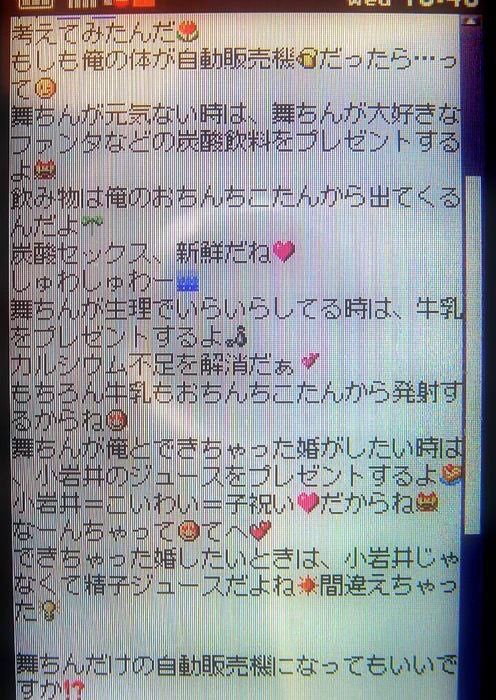 考えてみたんだ
もしも俺の体が自動販売機だったら…っ
て
舞ちんが元気ない時は、舞ちんが大好きな
ファンタなどの炭酸飲料をプレゼントする
よ
飲み物は俺のおちんちこたんから出てくる
んだよ
炭酸セックス、新鮮だね
しゅわしゅわー
舞ちんが生理でいらいらしてる時は、牛乳
をプレゼントするよ
カルシウム不足を解消だぁ
もちろん牛乳もおちんちこたんから発射す
るからね
舞ちんが俺とできちゃった婚がしたい時は
、小岩井のジュースをプレゼントするよ
小岩井=こいわい=子祝い♥だからね
な〜んちゃって てへ
できちゃった婚したいときは、小岩井じゃ
なくて精子ジュースだよね 間違えちゃっ
た
舞ちんだけの自動販売機になってもいいで
すか!?